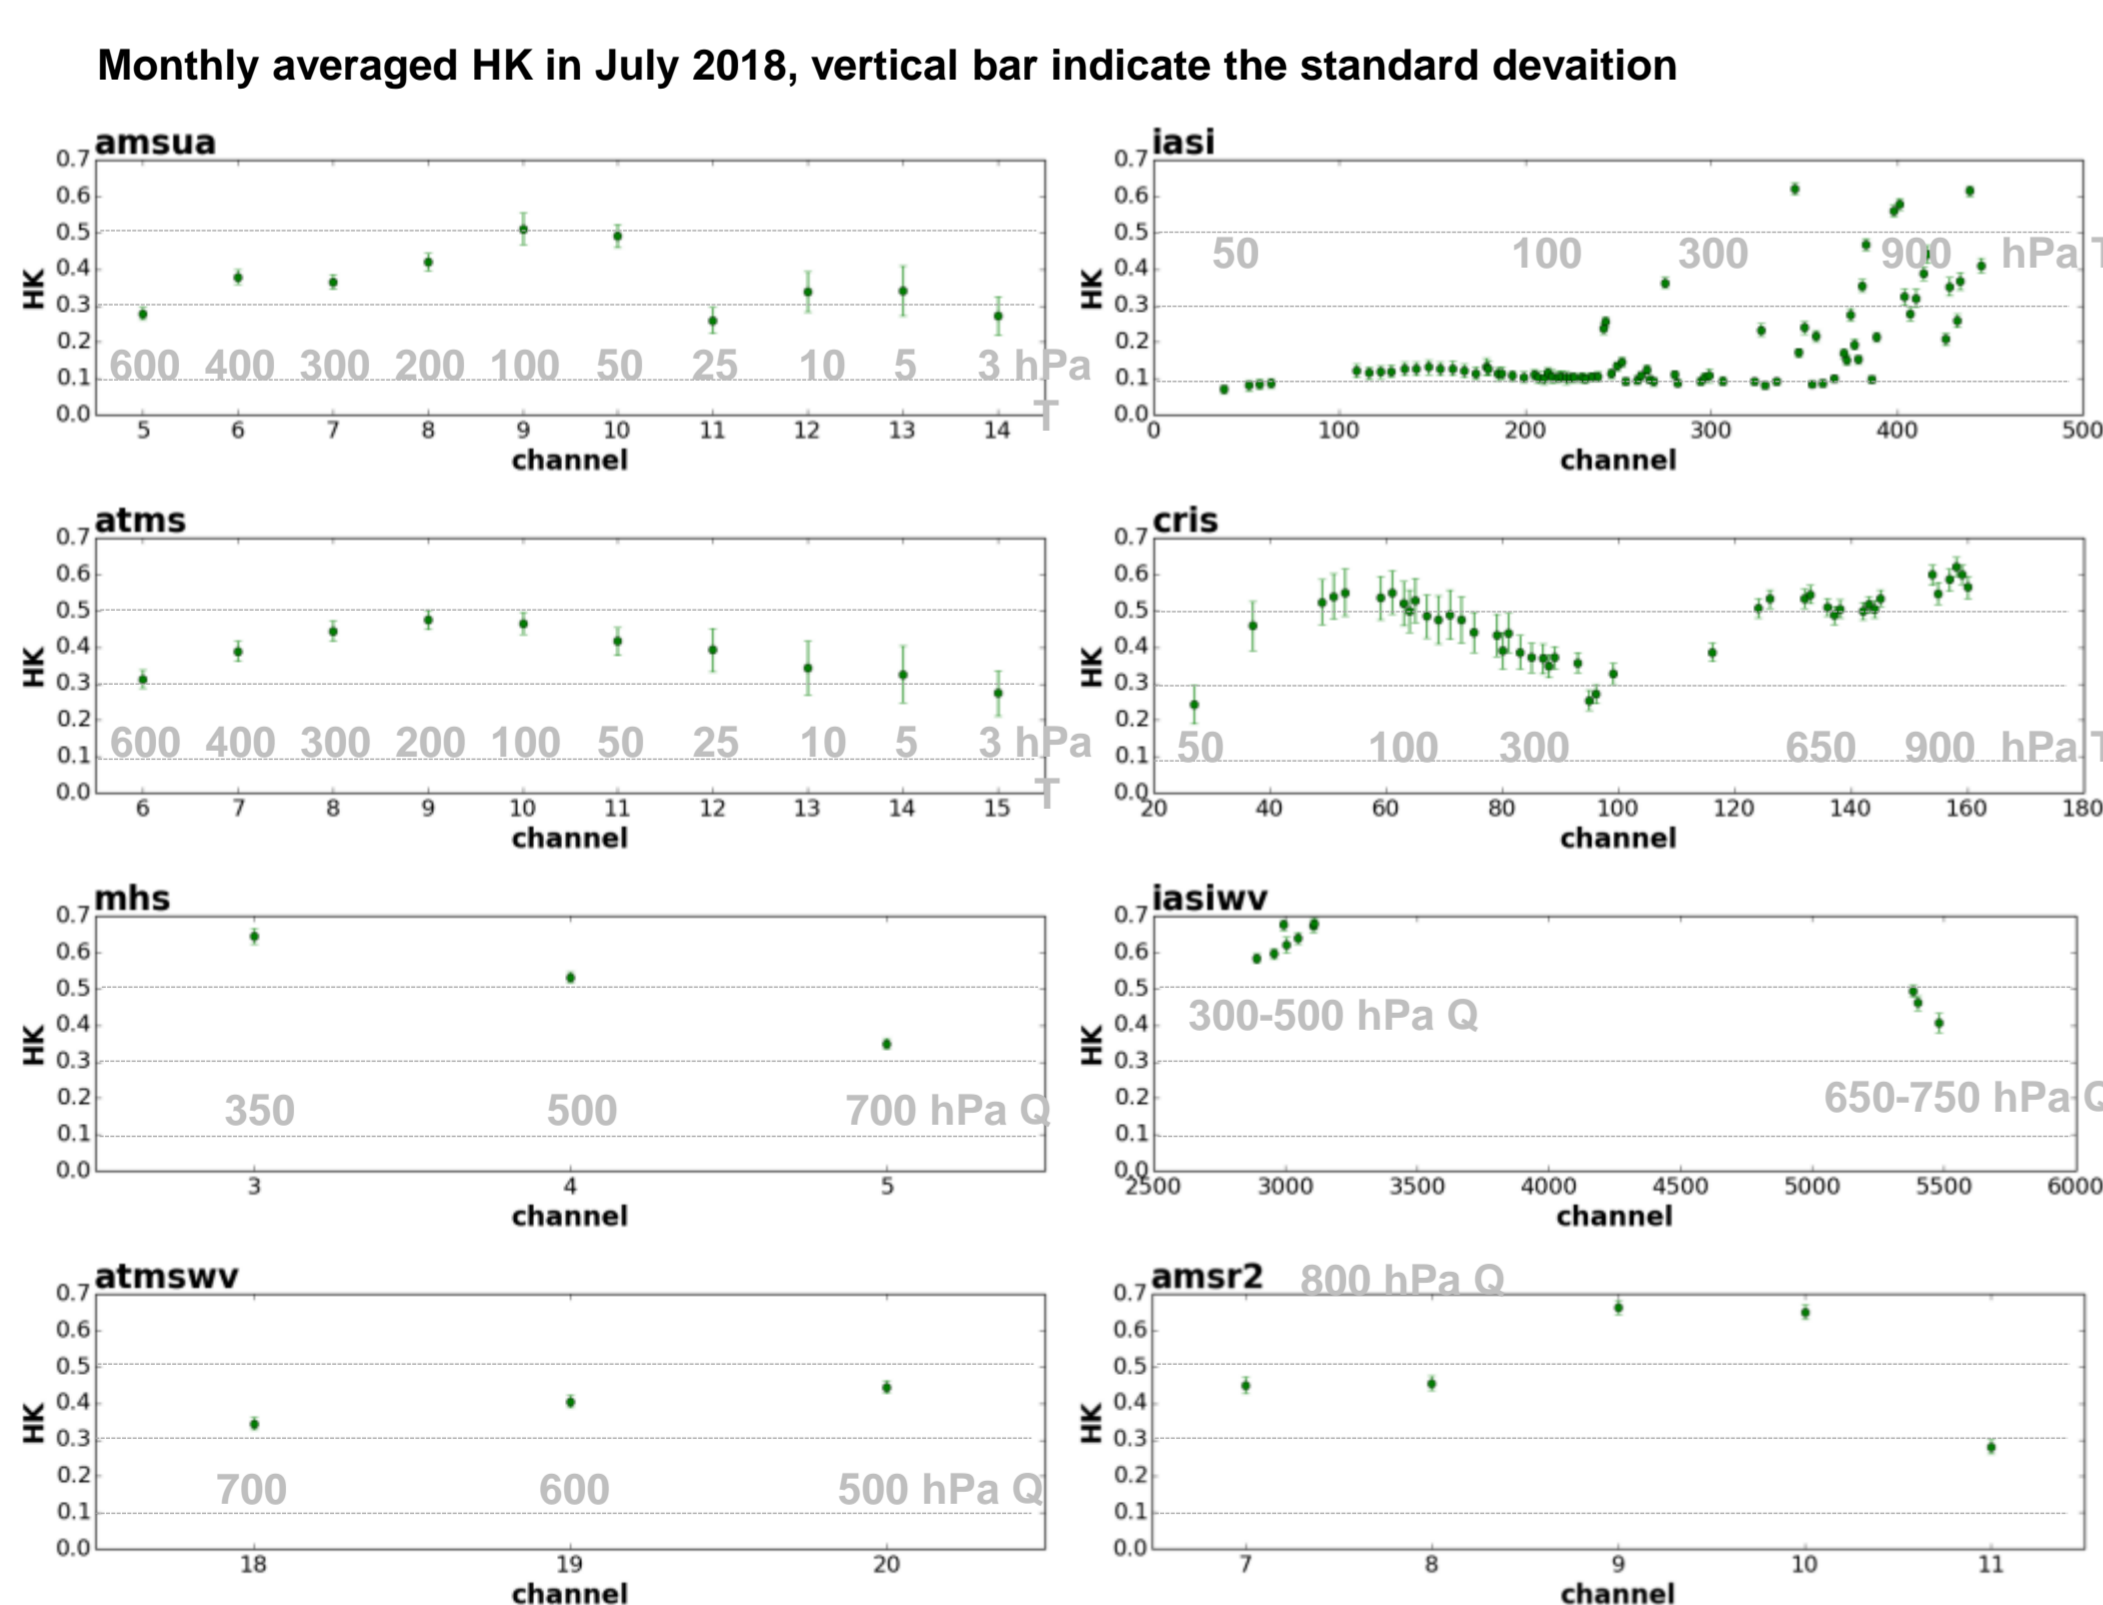 Monthly averaged HK in July 2018, vertical bar indicate the standard devaition
amsua
0.7
0.6
0.5
0.4
0.3
0.2
0.1
0.0
HK
600 400 300 200 100 50 25 10 5 3 hPa
T
5 6 7 8 9 10 11 12 13 14
channel
iasi
0.7
0.6
0.5
0.4
0.3
0.2
0.1
0.0
HK
50 100 300 900 hPa T
0 100 200 300 400 500
channel
atms
0.7
0.6
0.5
0.4
0.3
0.2
0.1
0.0
HK
600 400 300 200 100 50 25 10 5 3 hPa
T
6 7 8 9 10 11 12 13 14 15
channel
cris
0.7
0.6
0.5
0.4
0.3
0.2
0.1
0.0
HK
50 100 300 650 900 hPa T
20 40 60 80 100 120 140 160 180
channel
mhs
0.7
0.6
0.5
0.4
0.3
0.2
0.1
0.0
HK
350 500 700 hPa Q
3 4 5
channel
iasiwv
0.7
0.6
0.5
0.4
0.3
0.2
0.1
0.0
HK
300-500 hPa Q
650-750 hPa Q
2500 3000 3500 4000 4500 5000 5500 6000
channel
atmswv
0.7
0.6
0.5
0.4
0.3
0.2
0.1
0.0
HK
700 600 500 hPa Q
18 19 20
channel
amsr2
800 hPa Q
0.7
0.6
0.5
0.4
0.3
0.2
0.1
0.0
HK
7 8 9 10 11
channel